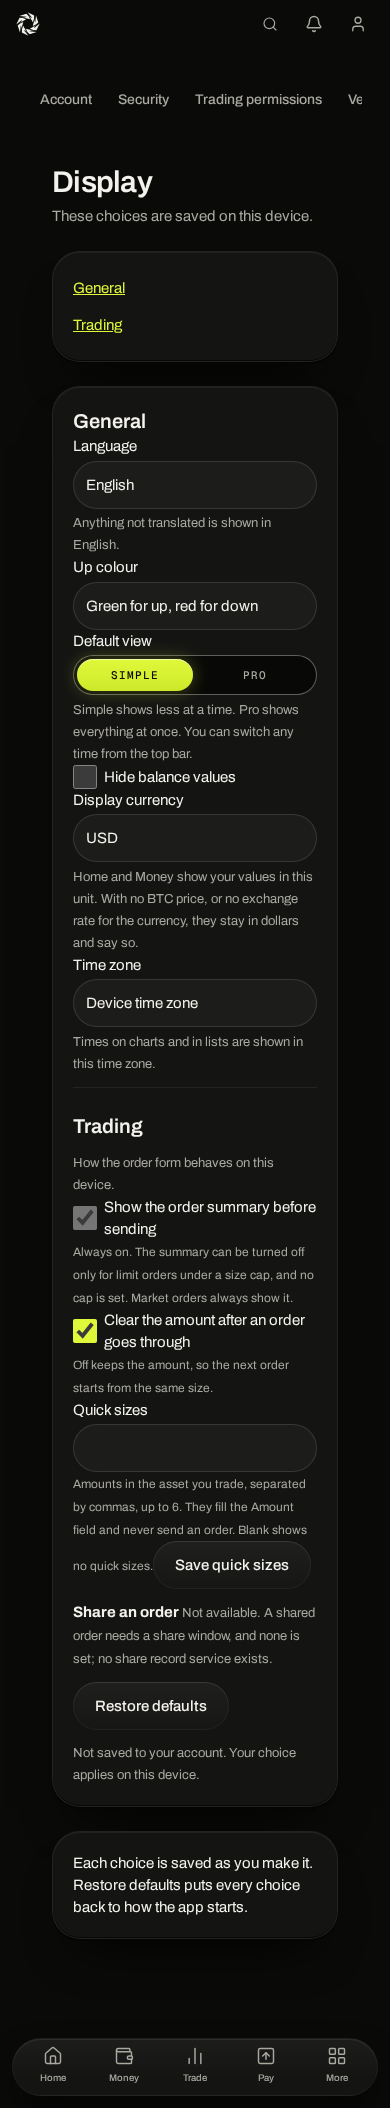 Account Security Trading permissions Ve
Display
These choices are saved on this device.
General
Trading
General
Language
English
Anything not translated is shown in
English.
Up colour
Green for up, red for down
Default view
SIMPLE PRO
Simple shows less at a time. Pro shows
everything at once. You can switch any
time from the top bar.
Hide balance values
Display currency
USD
Home and Money show your values in this
unit. With no BTC price, or no exchange
rate for the currency, they stay in dollars
and say so.
Time zone
Device time zone
Times on charts and in lists are shown in
this time zone.
Trading
How the order form behaves on this
device.
Show the order summary before
sending
Always on. The summary can be turned off
only for limit orders under a size cap, and no
cap is set. Market orders always show it.
Clear the amount after an order
goes through
Off keeps the amount, so the next order
starts from the same size.
Quick sizes
Amounts in the asset you trade, separated
by commas, up to 6. They fill the Amount
field and never send an order. Blank shows
no quick sizes. Save quick sizes
Share an order Not available. A shared
order needs a share window, and none is
set; no share record service exists.
Restore defaults
Not saved to your account. Your choice
applies on this device.
Each choice is saved as you make it.
Restore defaults puts every choice
back to how the app starts.
Home Money Trade Pay More